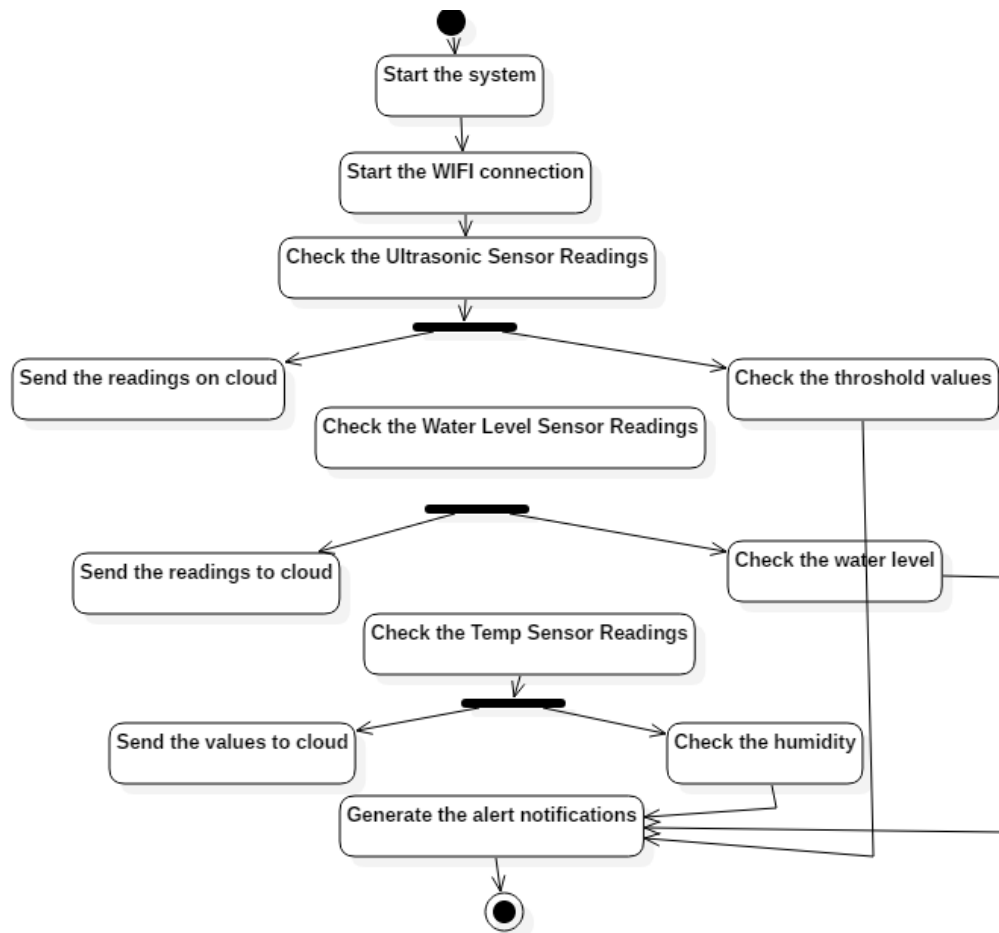 Start the system
Start the WIFI connection
Check the Ultrasonic Sensor Readings
Send the readings on cloud
Check the throshold values
Check the Water Level Sensor Readings
Send the readings to cloud
Check the water level
Check the Temp Sensor Readings
Send the values to cloud
Check the humidity
Generate the alert notifications